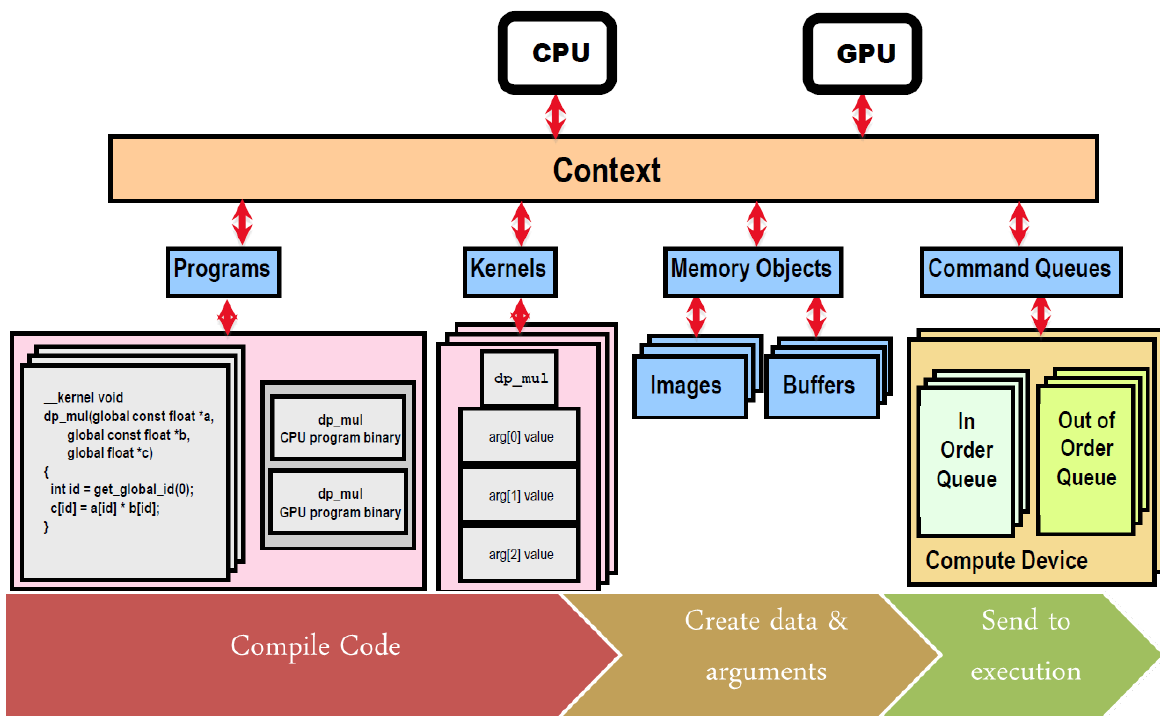 CPU
GPU
Context
Programs
Kernels
Memory Objects
Command Queues
__kernel void
dp_mul(global const float *a,
global const float *b,
global float *c)
{
int id = get_global_id(0);
c[id] = a[id] * b[id];
}
dp_mul
CPU program binary
dp_mul
GPU program binary
dp_mul
arg[0] value
arg[1] value
arg[2] value
Images
Buffers
In
Order
Queue
Out of
Order
Queue
Compute Device
Compile Code
Create data &
arguments
Send to
execution